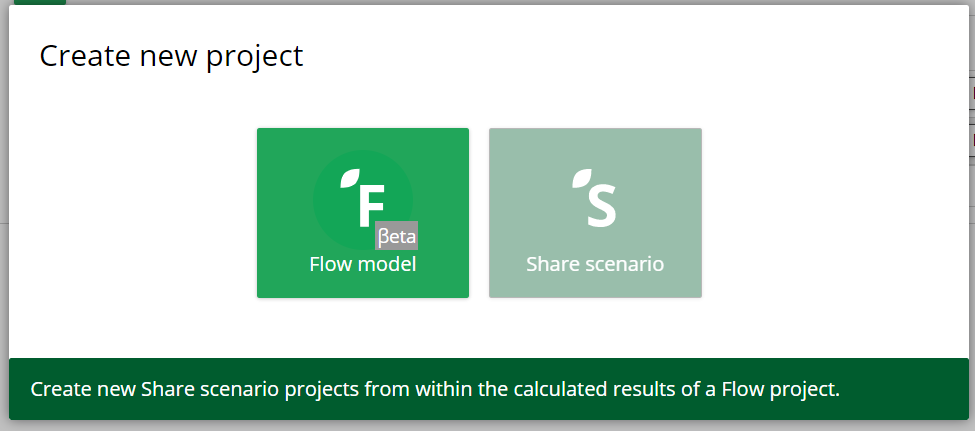 Create new project
F
βeta
Flow model
S
Share scenario
Create new Share scenario projects from within the calculated results of a Flow project.